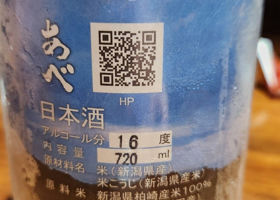 あべ
HP
日本酒
アルコール分 16 度
内容量 720 ml
原材料名 米(新潟県産)
米こうじ(新潟県産米)
原料米 新潟県柏崎産米100%